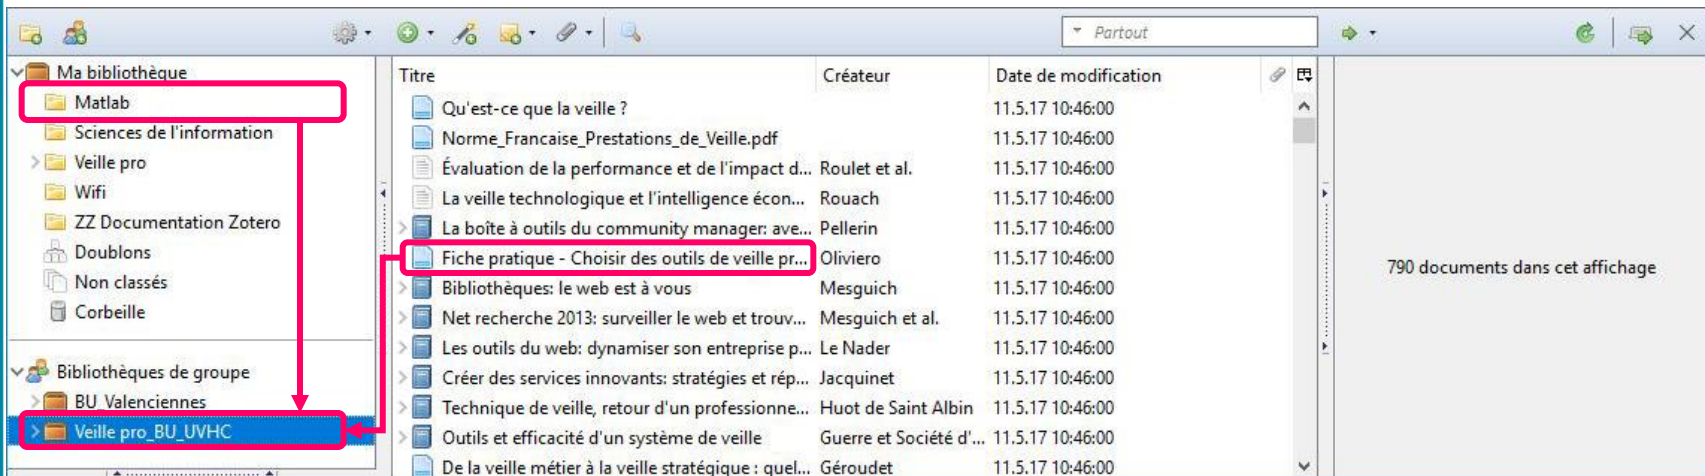 Partout
Ma bibliothèque
Matlab
Sciences de l'information
Veille pro
Wifi
ZZ Documentation Zotero
Doublons
Non classés
Corbeille
Bibliothèques de groupe
BU_Valenciennes
Veille pro_BU_UVHC
Titre Créateur Date de modification
Qu'est-ce que la veille ? 11.5.17 10:46:00
Norme_Francaise_Prestations_de_Veille.pdf 11.5.17 10:46:00
Évaluation de la performance et de l'impact d... Roulet et al. 11.5.17 10:46:00
La veille technologique et l'intelligence écon... Rouach 11.5.17 10:46:00
La boîte à outils du community manager: ave... Pellerin 11.5.17 10:46:00
Fiche pratique - Choisir des outils de veille pr... Oliviero 11.5.17 10:46:00
Bibliothèques: le web est à vous Mesguich 11.5.17 10:46:00
Net recherche 2013: surveiller le web et trouv... Mesguich et al. 11.5.17 10:46:00
Les outils du web: dynamiser son entreprise p... Le Nader 11.5.17 10:46:00
Créer des services innovants: stratégies et rép... Jacquinet 11.5.17 10:46:00
Technique de veille, retour d'un professionne... Huot de Saint Albin 11.5.17 10:46:00
Outils et efficacité d'un système de veille Guerre et Société d'... 11.5.17 10:46:00
De la veille métier à la veille stratégique : quel... Géroudet 11.5.17 10:46:00
790 documents dans cet affichage